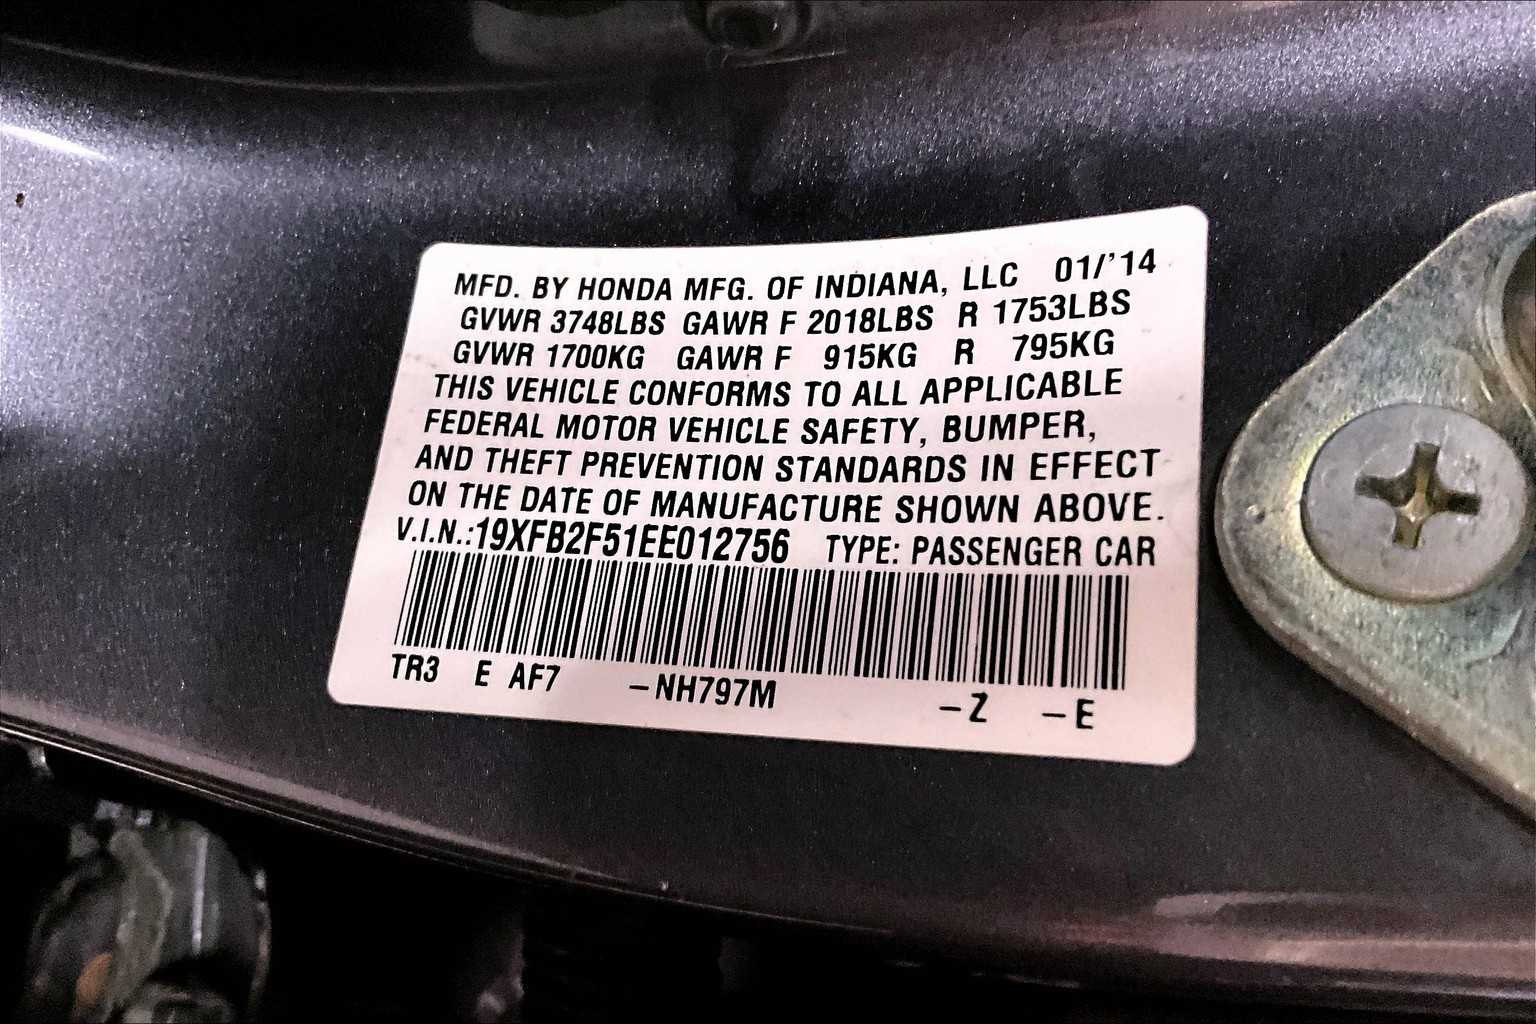 MFD. BY HONDA MFG. OF INDIANA, LLC 01/'14
GVWR 3748LBS GAWR F 2018LBS R 1753LBS
GVWR 1700KG GAWR F 915KG R 795KG
THIS VEHICLE CONFORMS TO ALL APPLICABLE
FEDERAL MOTOR VEHICLE SAFETY, BUMPER,
AND THEFT PREVENTION STANDARDS IN EFFECT
ON THE DATE OF MANUFACTURE SHOWN ABOVE.
V.I.N.:19XFB2F51EE012756 TYPE: PASSENGER CAR
TR3 E AF7 -NH797M -Z -E